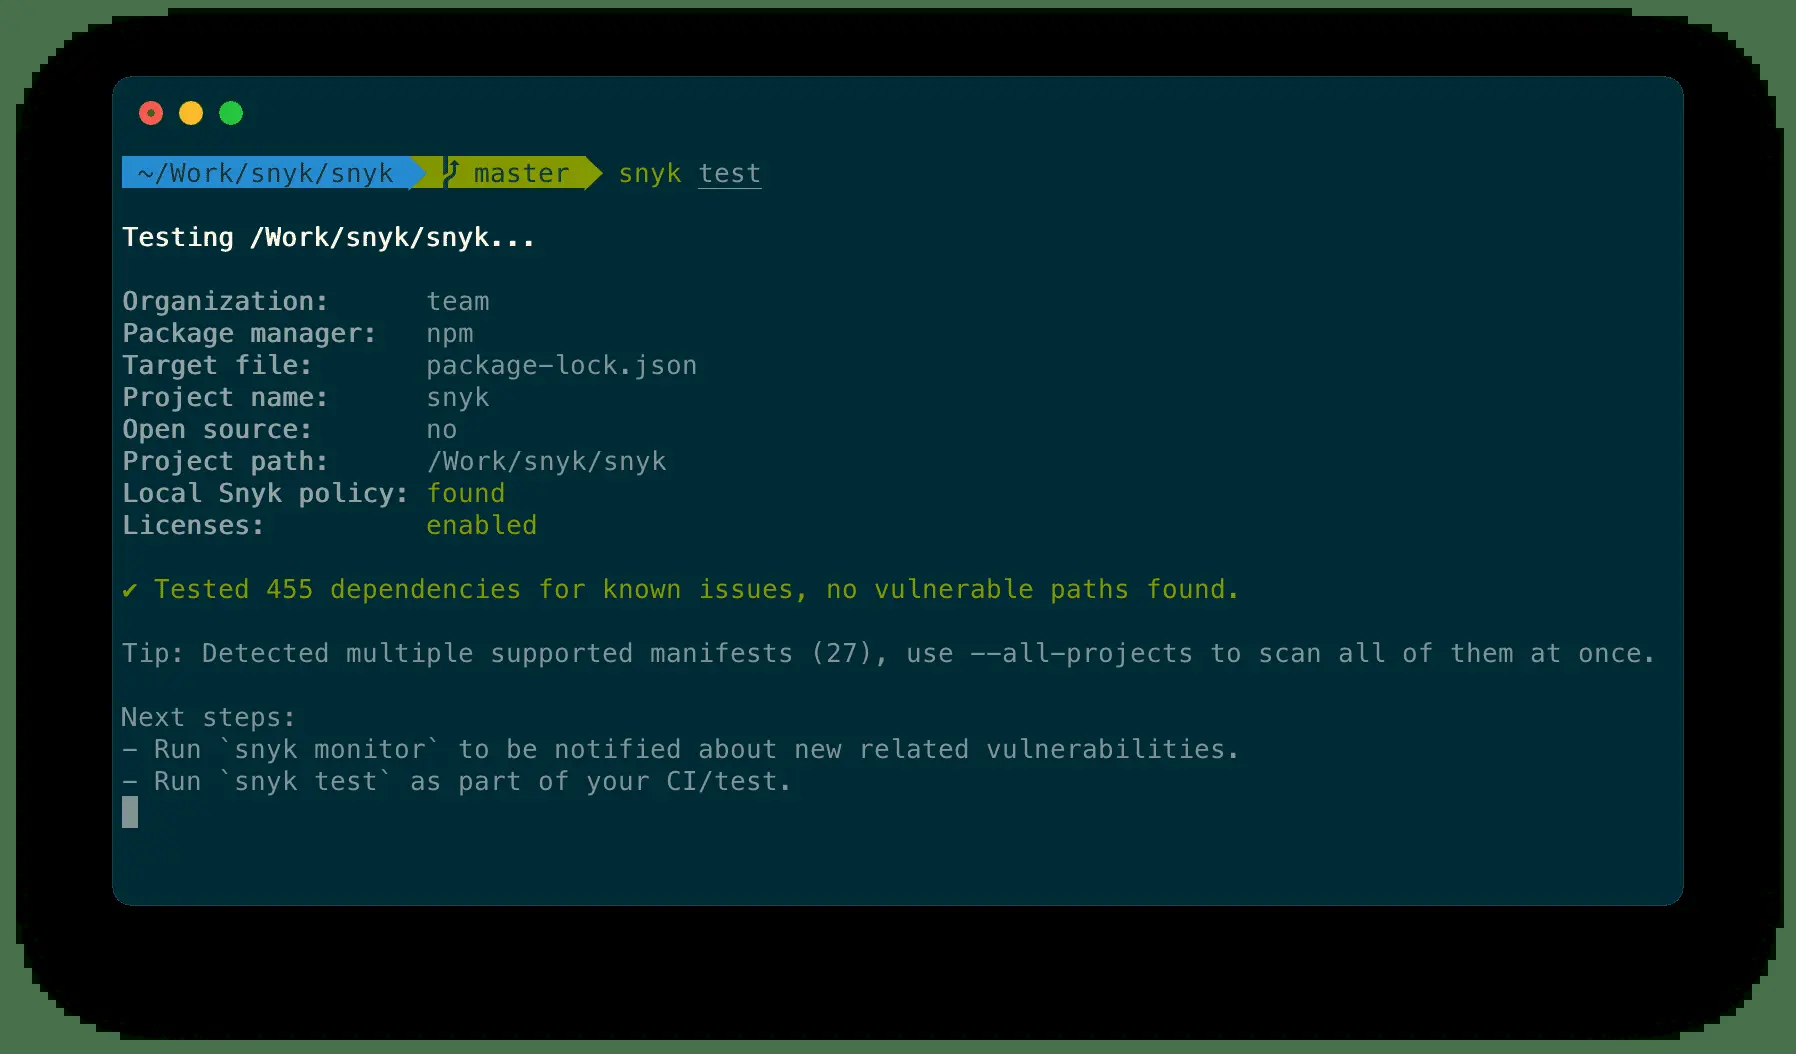 ~/Work/snyk/snyk master snyk test
Testing /Work/snyk/snyk...
Organization: team
Package manager: npm
Target file: package-lock.json
Project name: snyk
Open source: no
Project path: /Work/snyk/snyk
Local Snyk policy: found
Licenses: enabled
✔ Tested 455 dependencies for known issues, no vulnerable paths found.
Tip: Detected multiple supported manifests (27), use --all-projects to scan all of them at once.
Next steps:
- Run `snyk monitor` to be notified about new related vulnerabilities.
- Run `snyk test` as part of your CI/test.